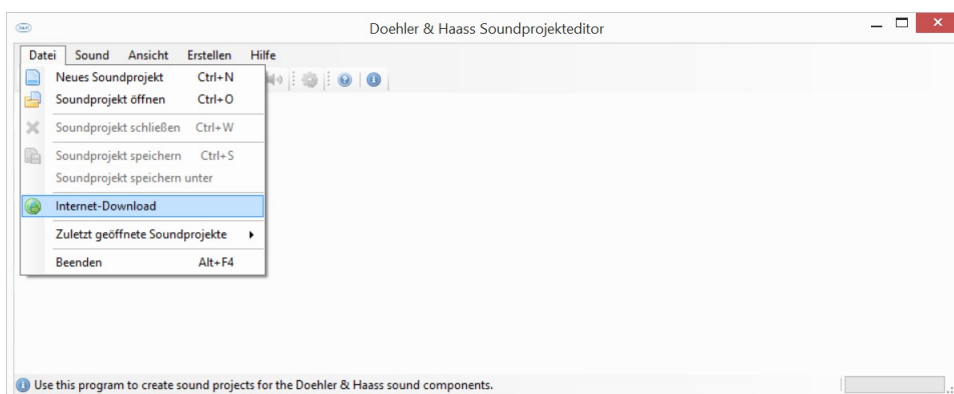 Doehler & Haass Soundprojekteditor
Datei Sound Ansicht Erstellen Hilfe
Neues Soundprojekt Ctrl+N
Soundprojekt öffnen Ctrl+O
Soundprojekt schließen Ctrl+W
Soundprojekt speichern Ctrl+S
Soundprojekt speichern unter
Internet-Download
Zuletzt geöffnete Soundprojekte
Beenden Alt+F4
Use this program to create sound projects for the Doehler & Haass sound components.